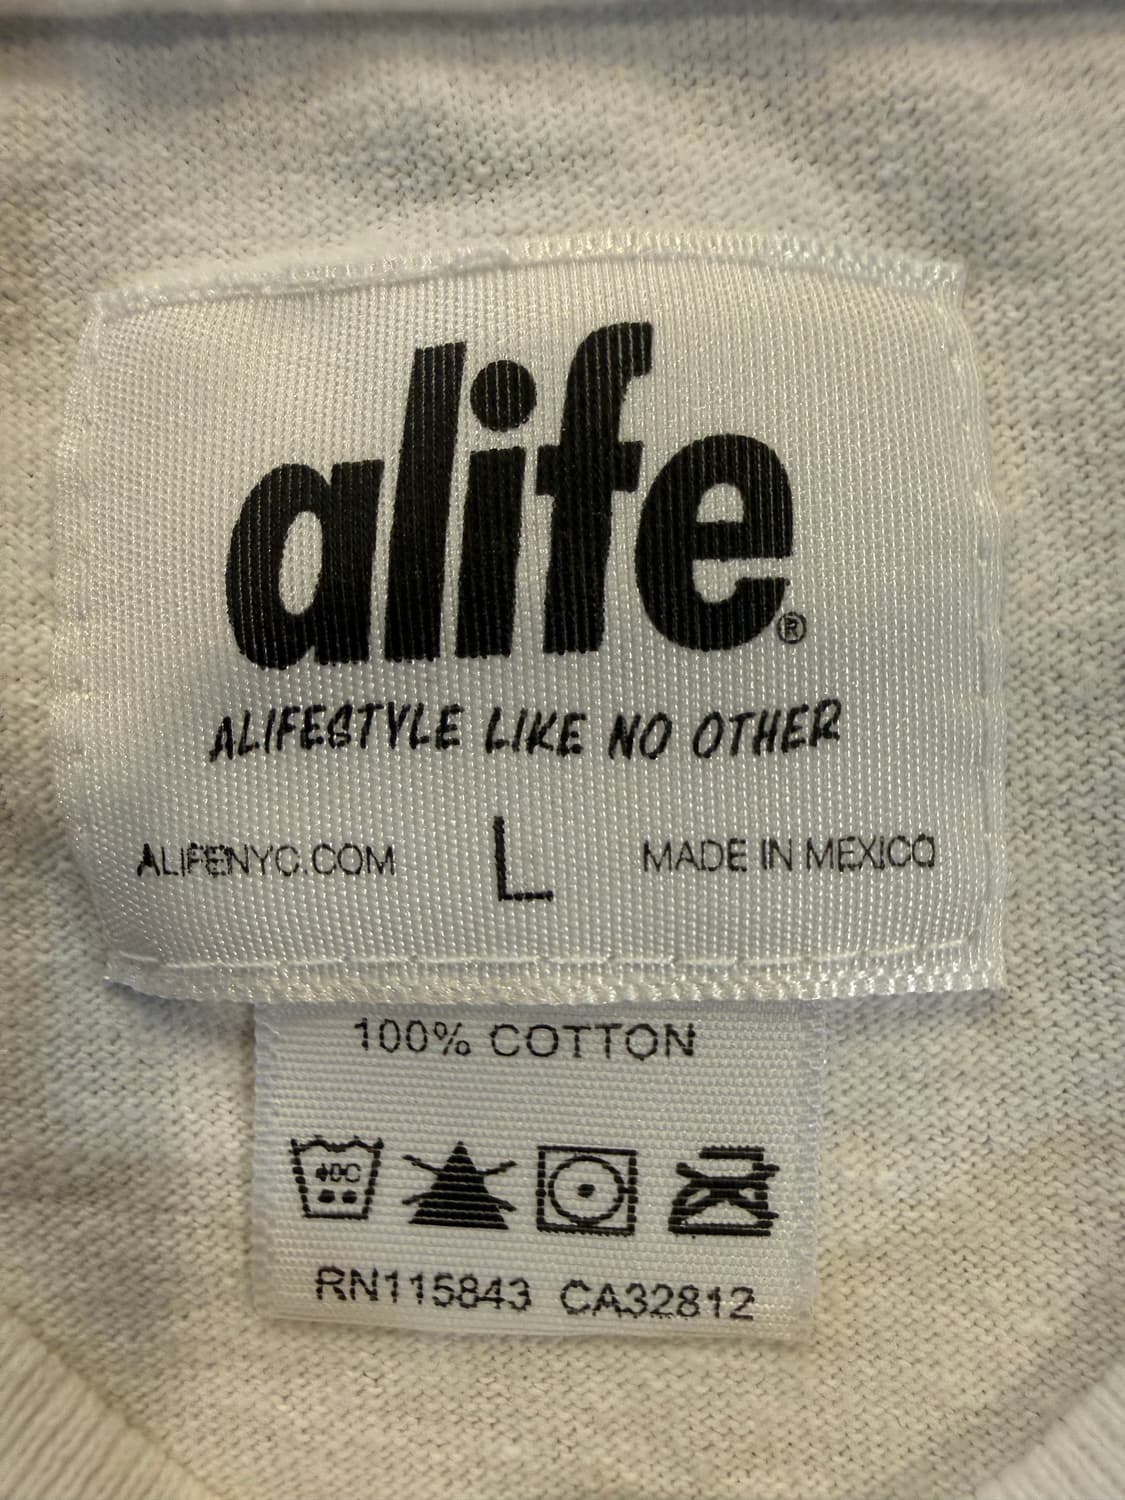 alife®
ALIFESTYLE LIKE NO OTHER
ALIFENYC.COM L MADE IN MEXICO
100% COTTON
RN115843 CA32812